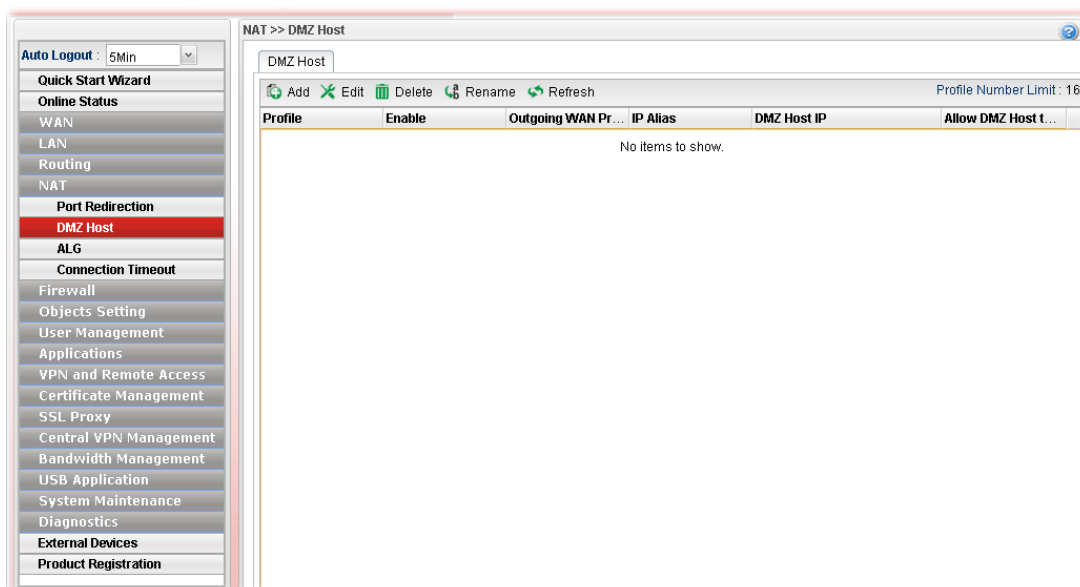 NAT >> DMZ Host
Auto Logout : 5Min
Quick Start Wizard
Online Status
WAN
LAN
Routing
NAT
Port Redirection
DMZ Host
ALG
Connection Timeout
Firewall
Objects Setting
User Management
Applications
VPN and Remote Access
Certificate Management
SSL Proxy
Central VPN Management
Bandwidth Management
USB Application
System Maintenance
Diagnostics
External Devices
Product Registration
DMZ Host
Add Edit Delete Rename Refresh Profile Number Limit : 16
Profile Enable Outgoing WAN Pr... IP Alias DMZ Host IP Allow DMZ Host t...
No items to show.